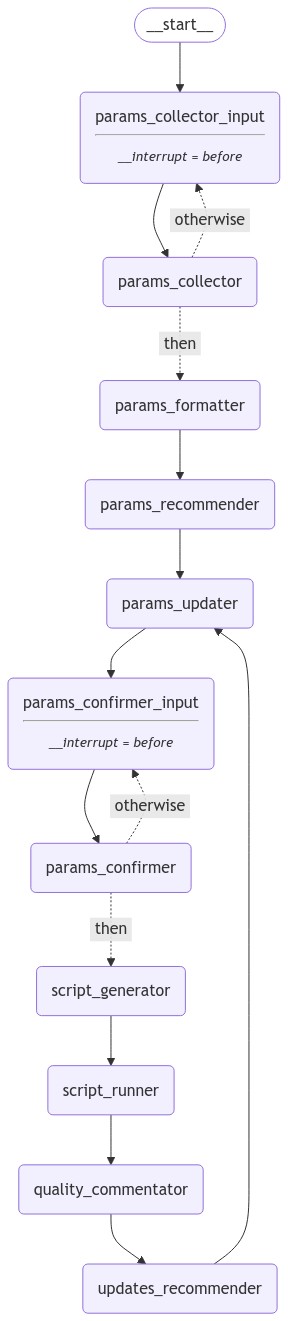 __start__
params_collector_input
__interrupt = before
otherwise
params_collector
then
params_formatter
params_recommender
params_updater
params_confirmer_input
__interrupt = before
otherwise
params_confirmer
then
script_generator
script_runner
quality_commentator
updates_recommender